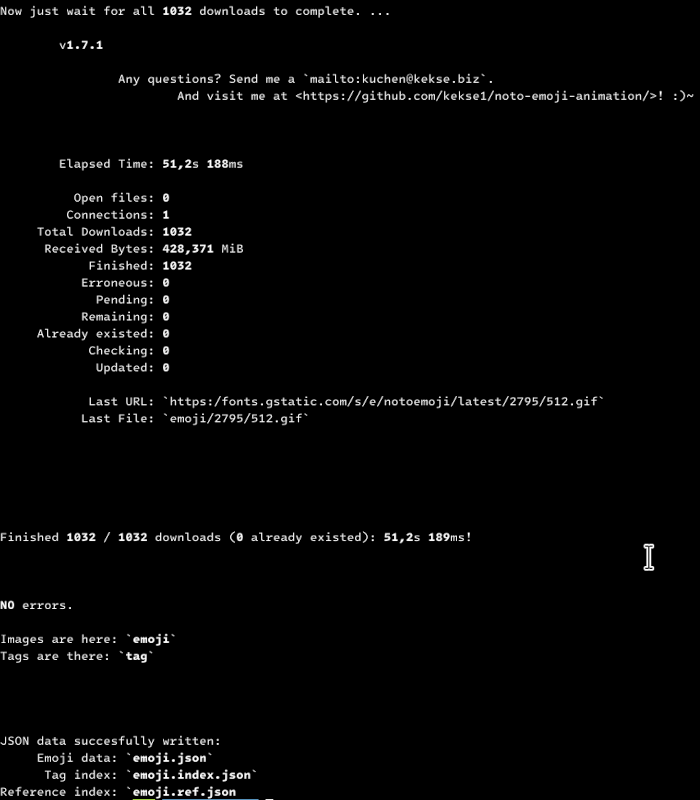 Now just wait for all 1032 downloads to complete. ...
v1.7.1
Any questions? Send me a `mailto:kuchen@kekse.biz`.
And visit me at <https://github.com/kekse1/noto-emoji-animation/>! :)~
Elapsed Time: 51,2s 188ms
Open files: 0
Connections: 1
Total Downloads: 1032
Received Bytes: 428,371 MiB
Finished: 1032
Erroneous: 0
Pending: 0
Remaining: 0
Already existed: 0
Checking: 0
Updated: 0
Last URL: `https:/fonts.gstatic.com/s/e/notoemoji/latest/2795/512.gif`
Last File: `emoji/2795/512.gif`
Finished 1032 / 1032 downloads (0 already existed): 51,2s 189ms!
NO errors.
Images are here: `emoji`
Tags are there: `tag`
JSON data succesfully written:
Emoji data: `emoji.json`
Tag index: `emoji.index.json`
Reference index: `emoji.ref.json